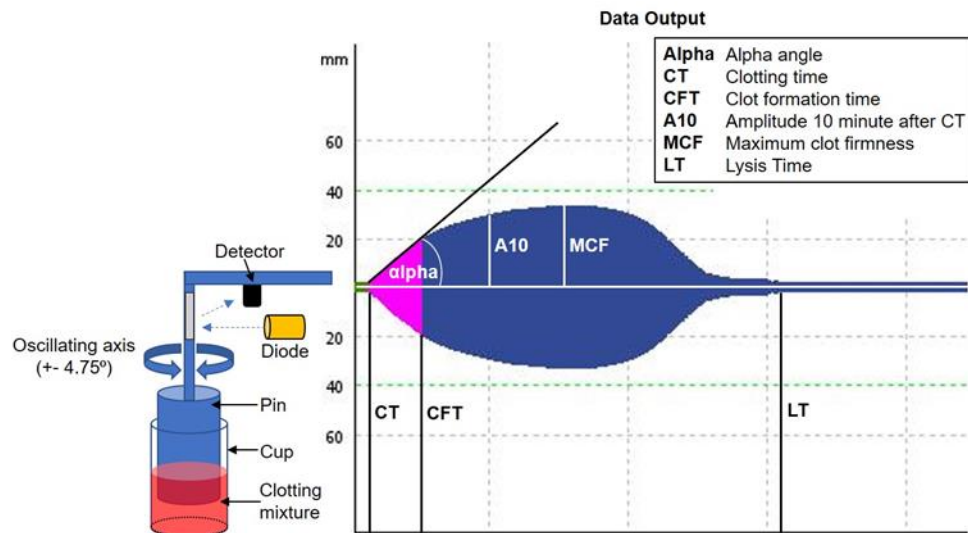 Data Output
Alpha Alpha angle
CT Clotting time
CFT Clot formation time
A10 Amplitude 10 minute after CT
MCF Maximum clot firmness
LT Lysis Time
mm
60
40
20
20
40
60
αlpha
A10
MCF
CT
CFT
LT
Detector
Diode
Oscillating axis
(+- 4.75º)
Pin
Cup
Clotting
mixture